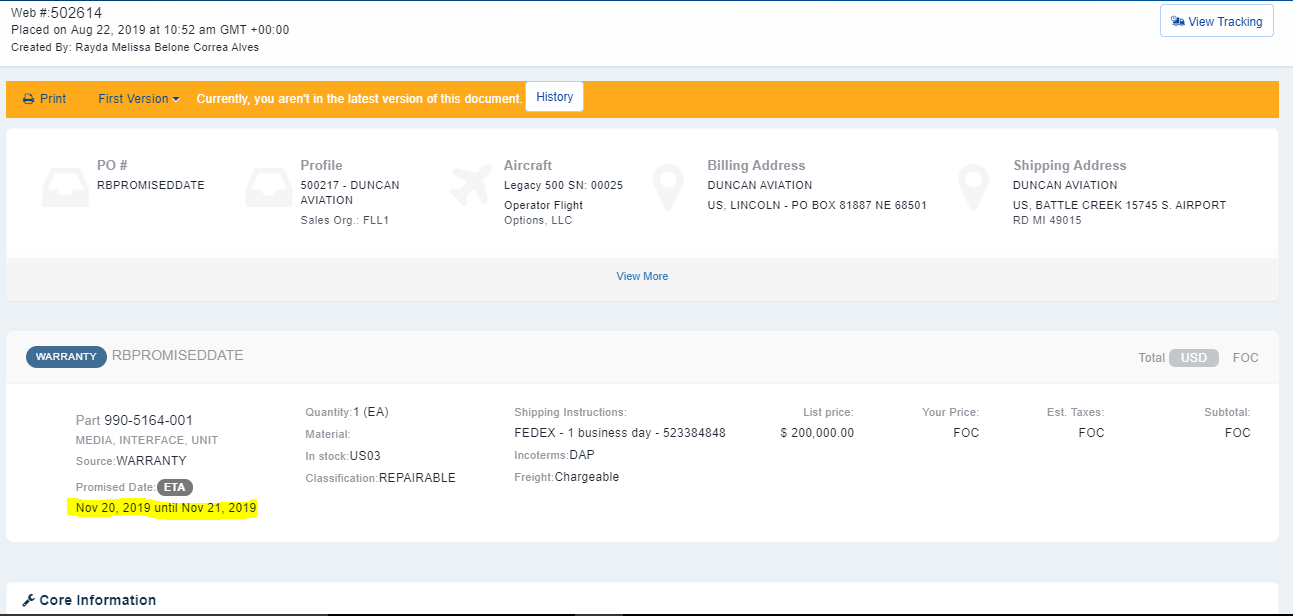 Web #:502614
Placed on Aug 22, 2019 at 10:52 am GMT +00:00
Created By: Rayda Melissa Belone Correa Alves
View Tracking
Print
First Version
Currently, you aren't in the latest version of this document.
History
PO #
RBPROMISEDDATE
Profile
500217 - DUNCAN
AVIATION
Sales Org.: FLL1
Aircraft
Legacy 500 SN: 00025
Operator Flight
Options, LLC
Billing Address
DUNCAN AVIATION
US, LINCOLN - PO BOX 81887 NE 68501
Shipping Address
DUNCAN AVIATION
US, BATTLE CREEK 15745 S. AIRPORT
RD MI 49015
View More
WARRANTY RBPROMISEDDATE
Total USD FOC
Part 990-5164-001
MEDIA, INTERFACE, UNIT
Source:WARRANTY
Promised Date: ETA
Nov 20, 2019 until Nov 21, 2019
Quantity:1 (EA)
Material:
In stock:US03
Classification:REPAIRABLE
Shipping Instructions:
FEDEX - 1 business day - 523384848
Incoterms:DAP
Freight:Chargeable
List price:
$ 200,000.00
Your Price:
FOC
Est. Taxes:
FOC
Subtotal:
FOC
Core Information